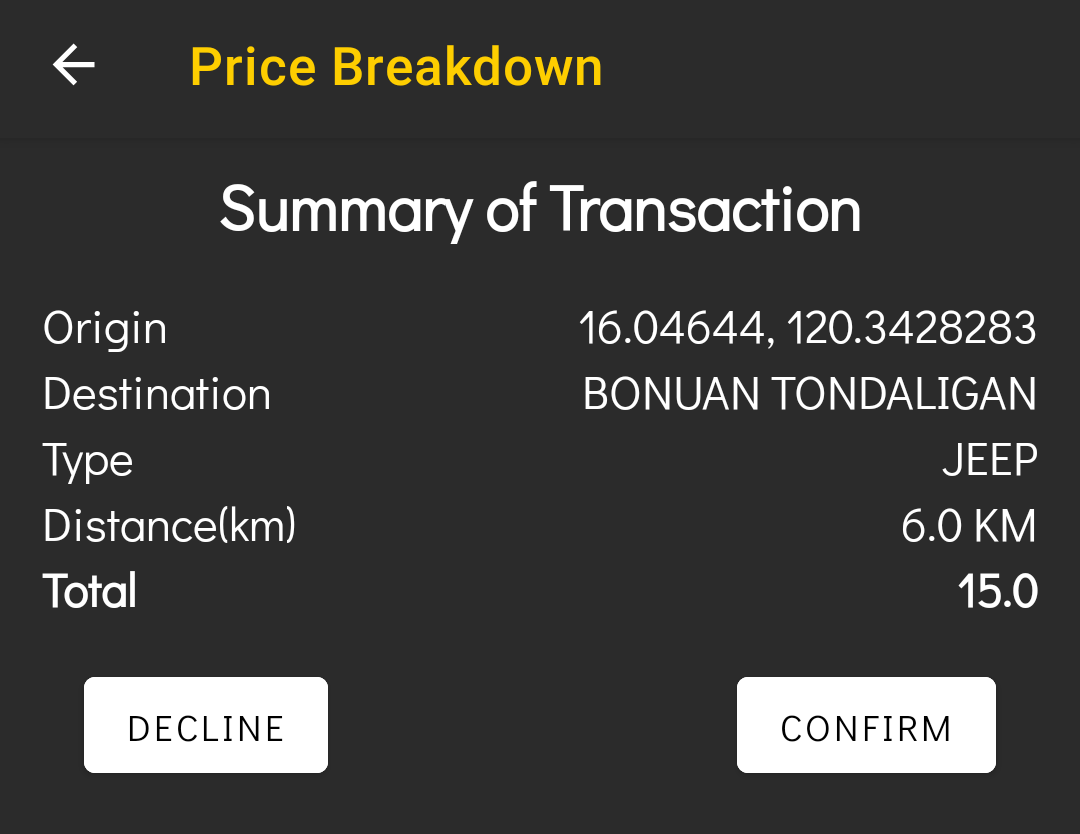 Price Breakdown
Summary of Transaction
Origin 16.04644, 120.3428283
Destination BONUAN TONDALIGAN
Type JEEP
Distance(km) 6.0 KM
Total 15.0
DECLINE CONFIRM